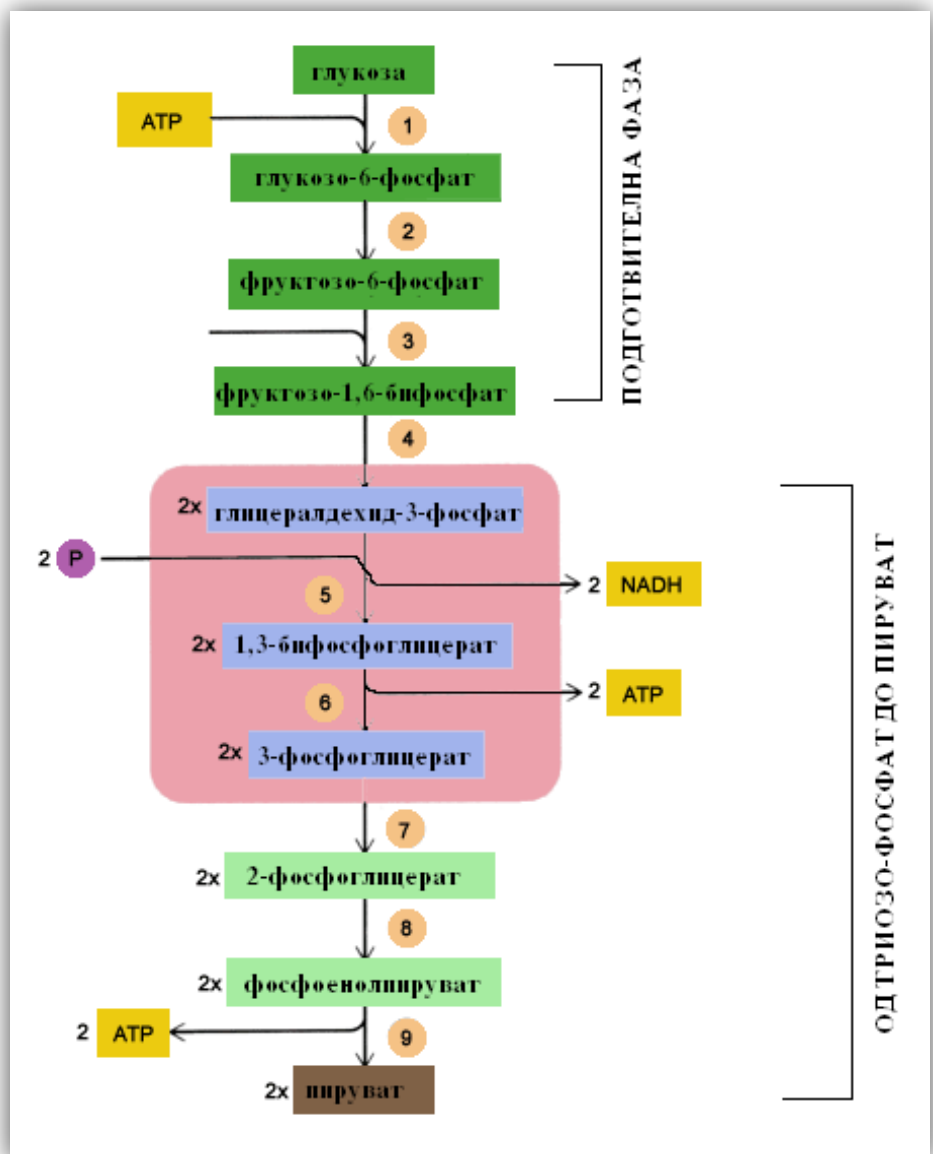 глукоза
ATP
1
глукозо-6-фосфат
2
фруктозо-6-фосфат
3
фруктозо-1,6-бифосфат
4
ПОДГОТВИТЕЛНА ФАЗА
2x глицералдехид-3-фосфат
2 P
2 NADH
5
2x 1,3-бифосфоглицерат
2 ATP
6
2x 3-фосфоглицерат
7
2x 2-фосфоглицерат
8
2x фосфоенолпируват
2 ATP
9
2x пируват
ОД ТРИОЗО-ФОСФАТ ДО ПИРУВАТ